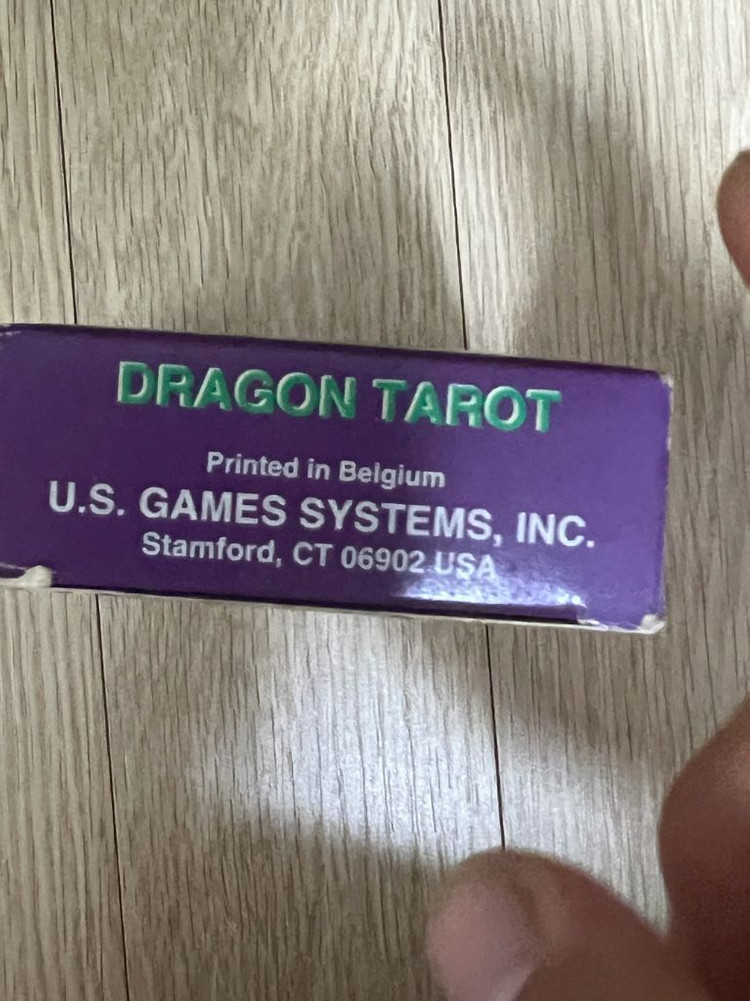 DRAGON TAROT
Printed in Belgium
U.S. GAMES SYSTEMS, INC.
Stamford, CT 06902 USA